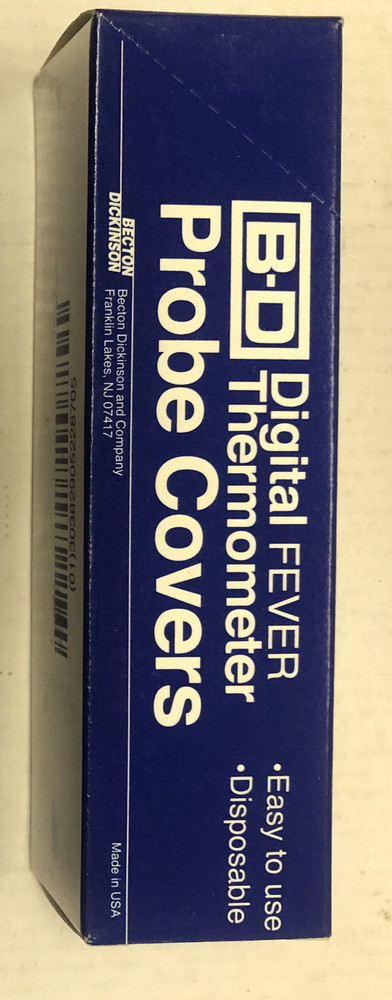 B-D
Digital FEVER
Thermometer
Probe Covers
• Easy to use
• Disposable
BECTON
DICKINSON
Becton Dickinson and Company
Franklin Lakes, NJ 07417
Made in USA
(01)30382905228705